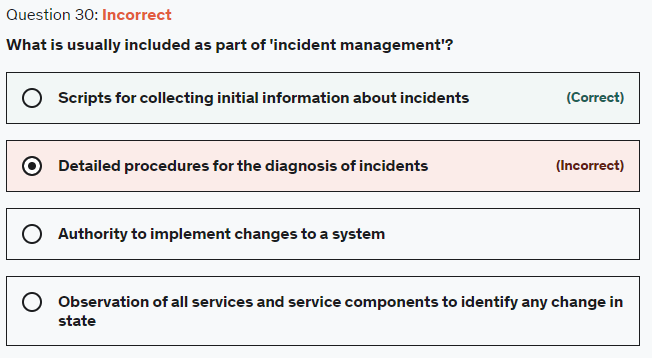 Question 30: Incorrect
What is usually included as part of 'incident management'?
Scripts for collecting initial information about incidents (Correct)
Detailed procedures for the diagnosis of incidents (Incorrect)
Authority to implement changes to a system
Observation of all services and service components to identify any change in
state